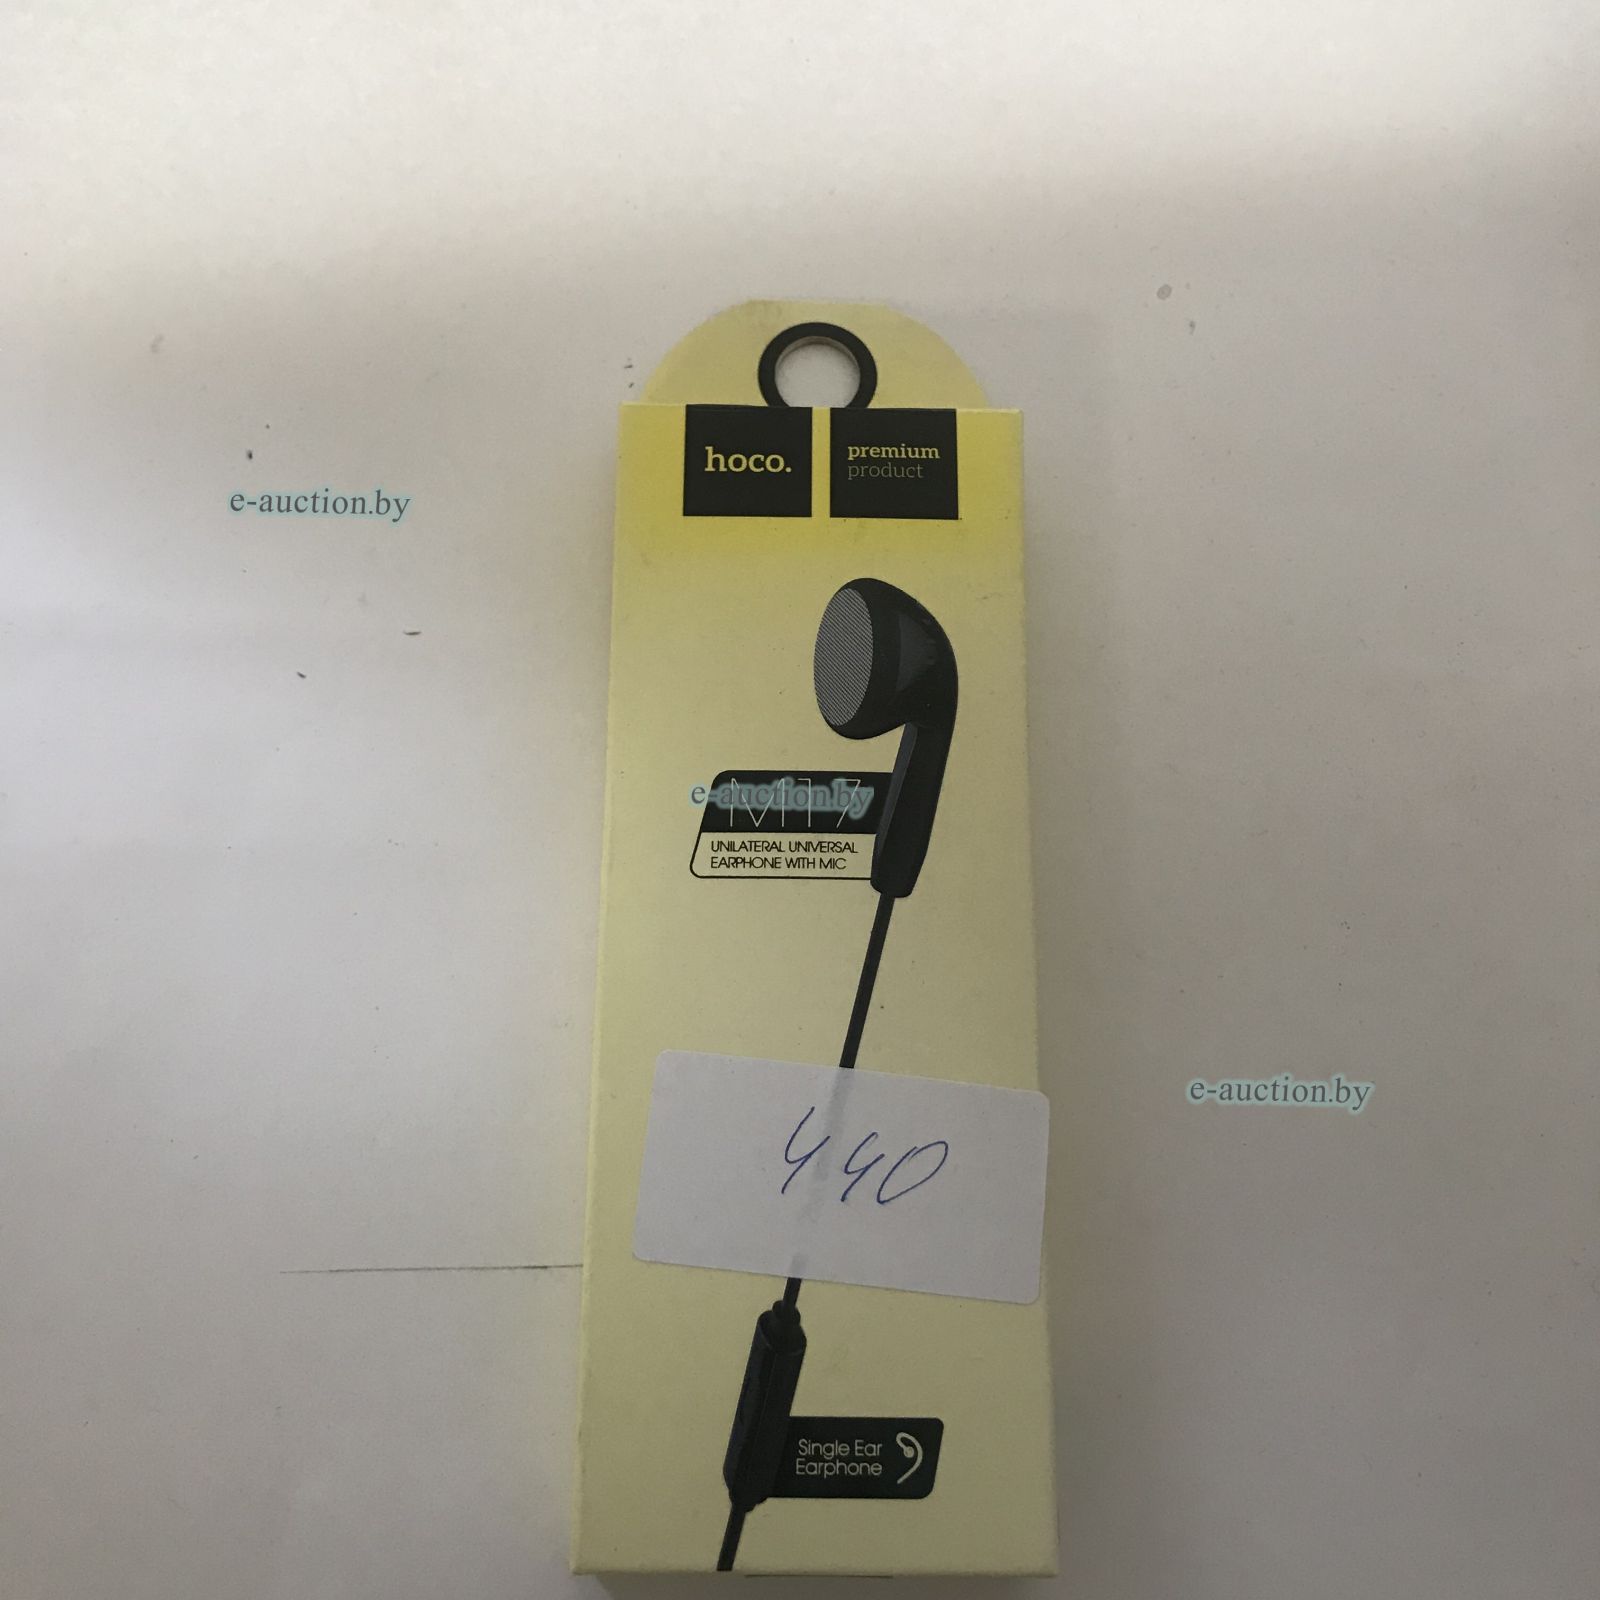 hoco.
premium
product
e-auction.by
M17
e-auction.by
UNILATERAL UNIVERSAL
EARPHONE WITH MIC
e-auction.by
440
Single Ear
Earphone